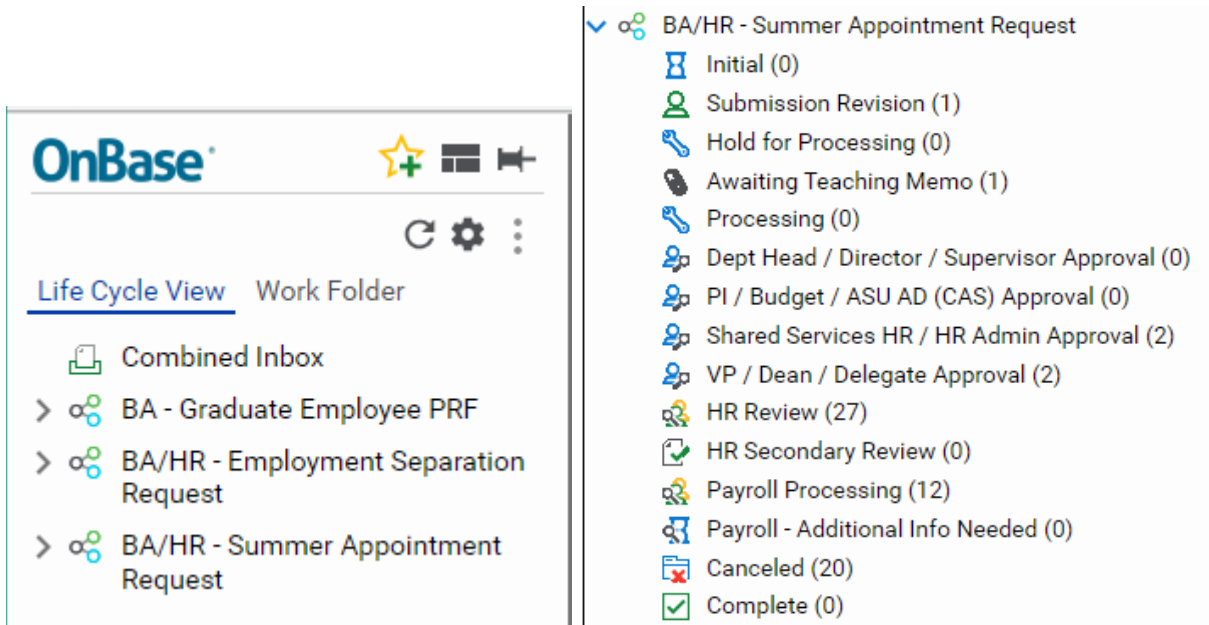 OnBase
Life Cycle View Work Folder
Combined Inbox
BA - Graduate Employee PRF
BA/HR - Employment Separation
Request
BA/HR - Summer Appointment
Request
BA/HR - Summer Appointment Request
Initial (0)
Submission Revision (1)
Hold for Processing (0)
Awaiting Teaching Memo (1)
Processing (0)
Dept Head / Director / Supervisor Approval (0)
PI / Budget / ASU AD (CAS) Approval (0)
Shared Services HR / HR Admin Approval (2)
VP / Dean / Delegate Approval (2)
HR Review (27)
HR Secondary Review (0)
Payroll Processing (12)
Payroll - Additional Info Needed (0)
Canceled (20)
Complete (0)